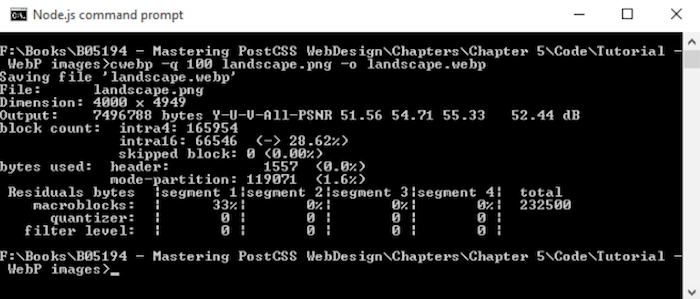 Node.js command prompt
F:\Books\B05194 - Mastering PostCSS WebDesign\Chapters\Chapter 5\Code\Tutorial -
 WebP images>cwebp -q 100 landscape.png -o landscape.webp
Saving file 'landscape.webp'
File:      landscape.png
Dimension: 4000 x 4949
Output:    7496788 bytes Y-U-V-All-PSNR 51.56 54.71 55.33   52.44 dB
block count:  intra4: 165954
              intra16: 66546  (-> 28.62%)
              skipped block: 0 (0.00%)
bytes used:  header:           1557  (0.0%)
             mode-partition: 119071  (1.6%)
 Residuals bytes  |segment 1|segment 2|segment 3|segment 4|  total
    macroblocks:  |      33%|       0%|       0%|       0%|  232500
      quantizer:  |       0 |       0 |       0 |       0 |
   filter level:  |       0 |       0 |       0 |       0 |
F:\Books\B05194 - Mastering PostCSS WebDesign\Chapters\Chapter 5\Code\Tutorial -
 WebP images>_